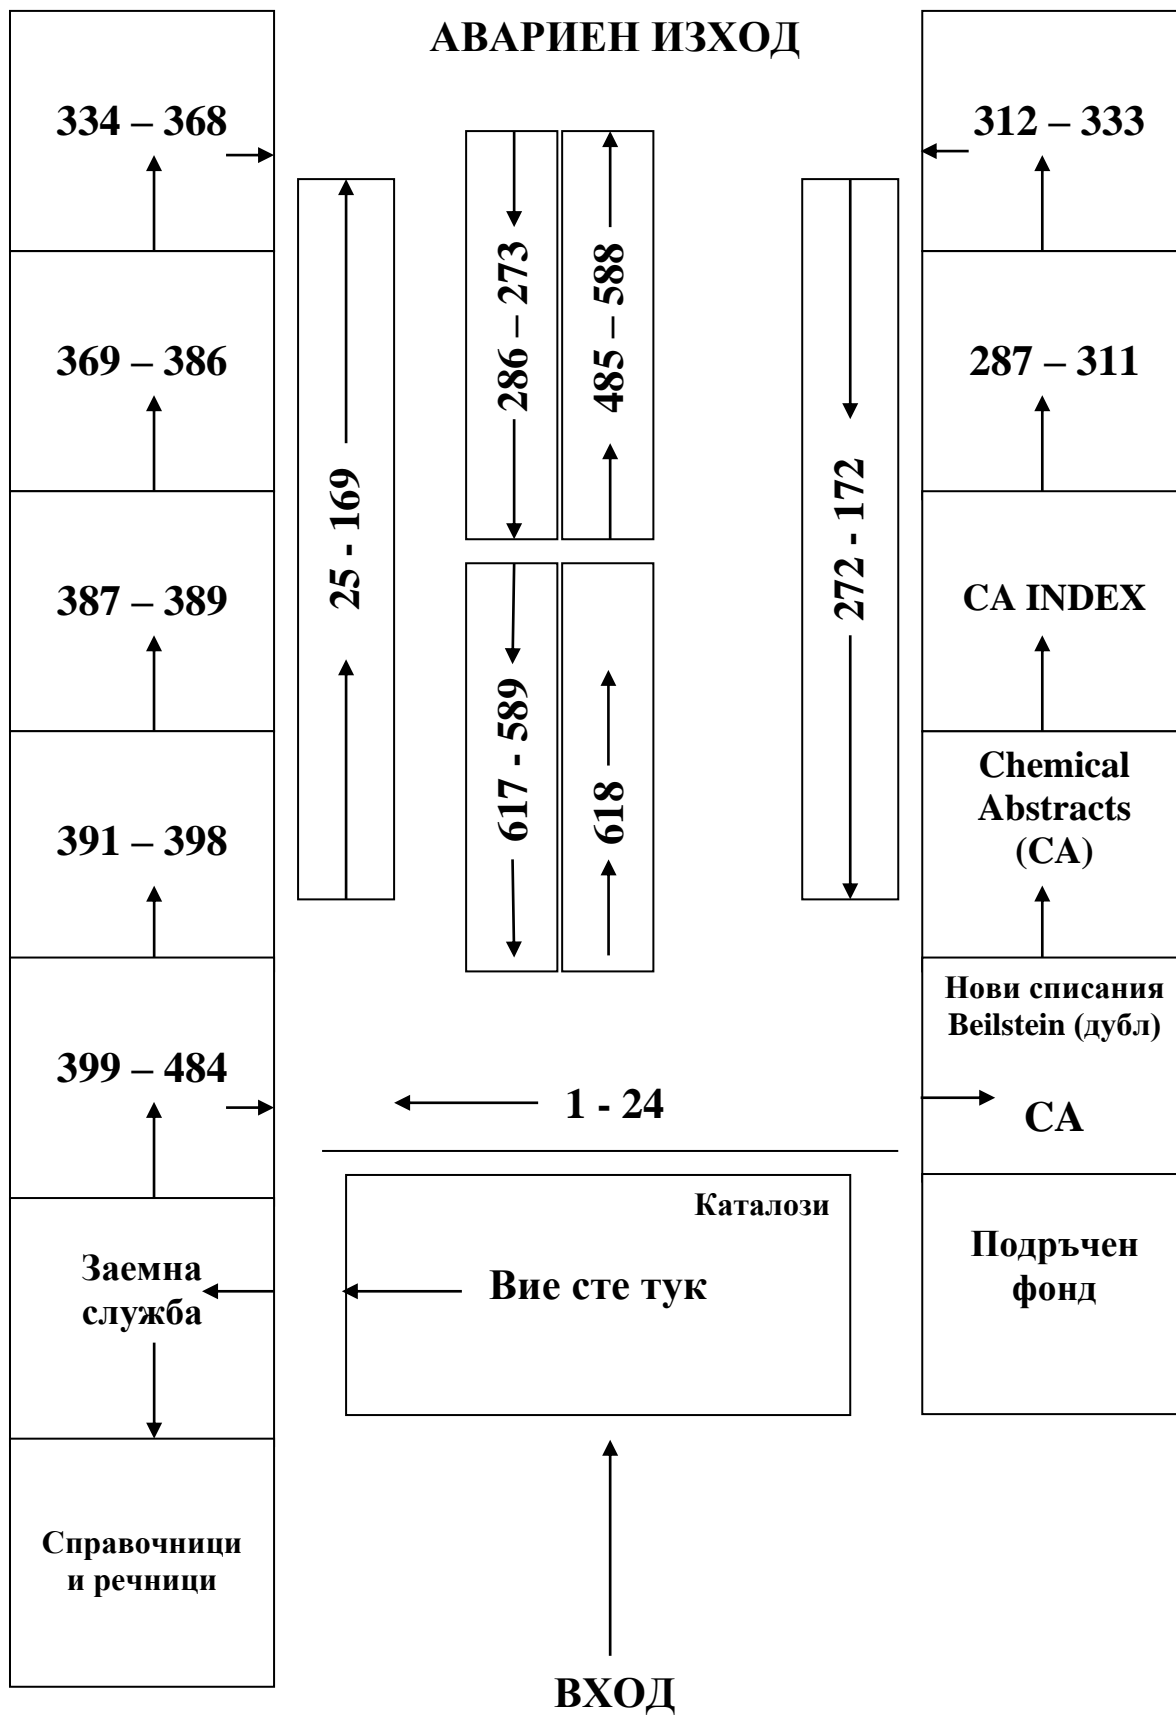 АВАРИЕН ИЗХОД
334 – 368
312 – 333
286 – 273
485 – 588
369 – 386
287 – 311
25 - 169
272 - 172
387 – 389
CA INDEX
617 - 589
618
391 – 398
Chemical
Abstracts
(CA)
399 – 484
Нови списания
Beilstein (дубл)
CA
1 - 24
Каталози
Вие сте тук
Заемна
служба
Подръчен
фонд
Справочници
и речници
ВХОД